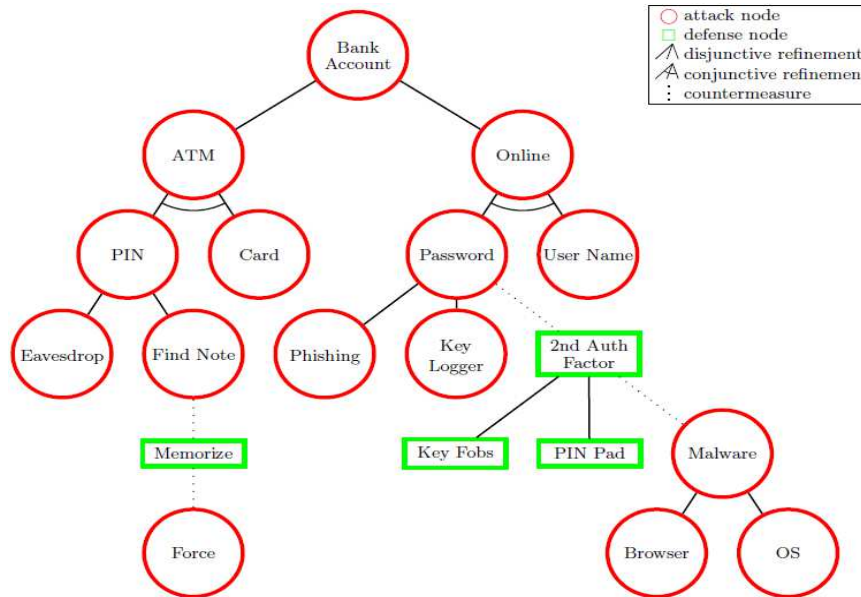 Bank
Account
attack node
defense node
disjunctive refinement
conjunctive refinement
countermeasure
ATM
Online
PIN
Card
Password
User Name
Eavesdrop
Find Note
Phishing
Key
Logger
2nd Auth
Factor
Memorize
Key Fobs
PIN Pad
Malware
Force
Browser
OS